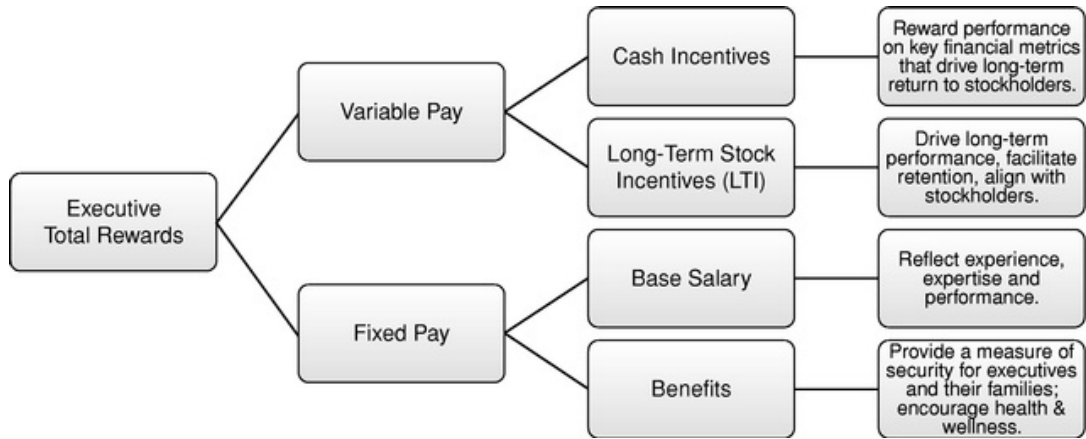 Executive
Total Rewards
Variable Pay
Cash Incentives
Reward performance
on key financial metrics
that drive long-term
return to stockholders.
Long-Term Stock
Incentives (LTI)
Drive long-term
performance, facilitate
retention, align with
stockholders.
Fixed Pay
Base Salary
Reflect experience,
expertise and
performance.
Benefits
Provide a measure of
security for executives
and their families;
encourage health &
wellness.